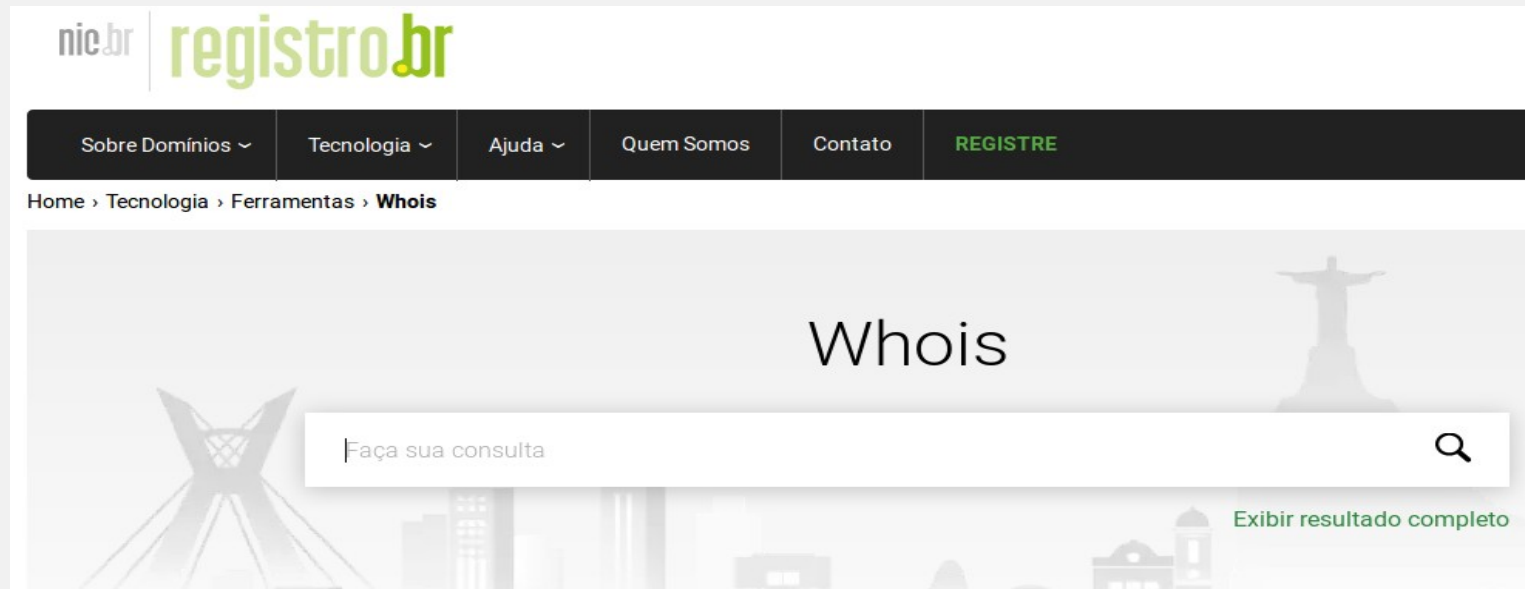 nic.br registro.br
Sobre Domínios Tecnologia Ajuda Quem Somos Contato REGISTRE
Home › Tecnologia › Ferramentas › Whois
Whois
Faça sua consulta
Exibir resultado completo